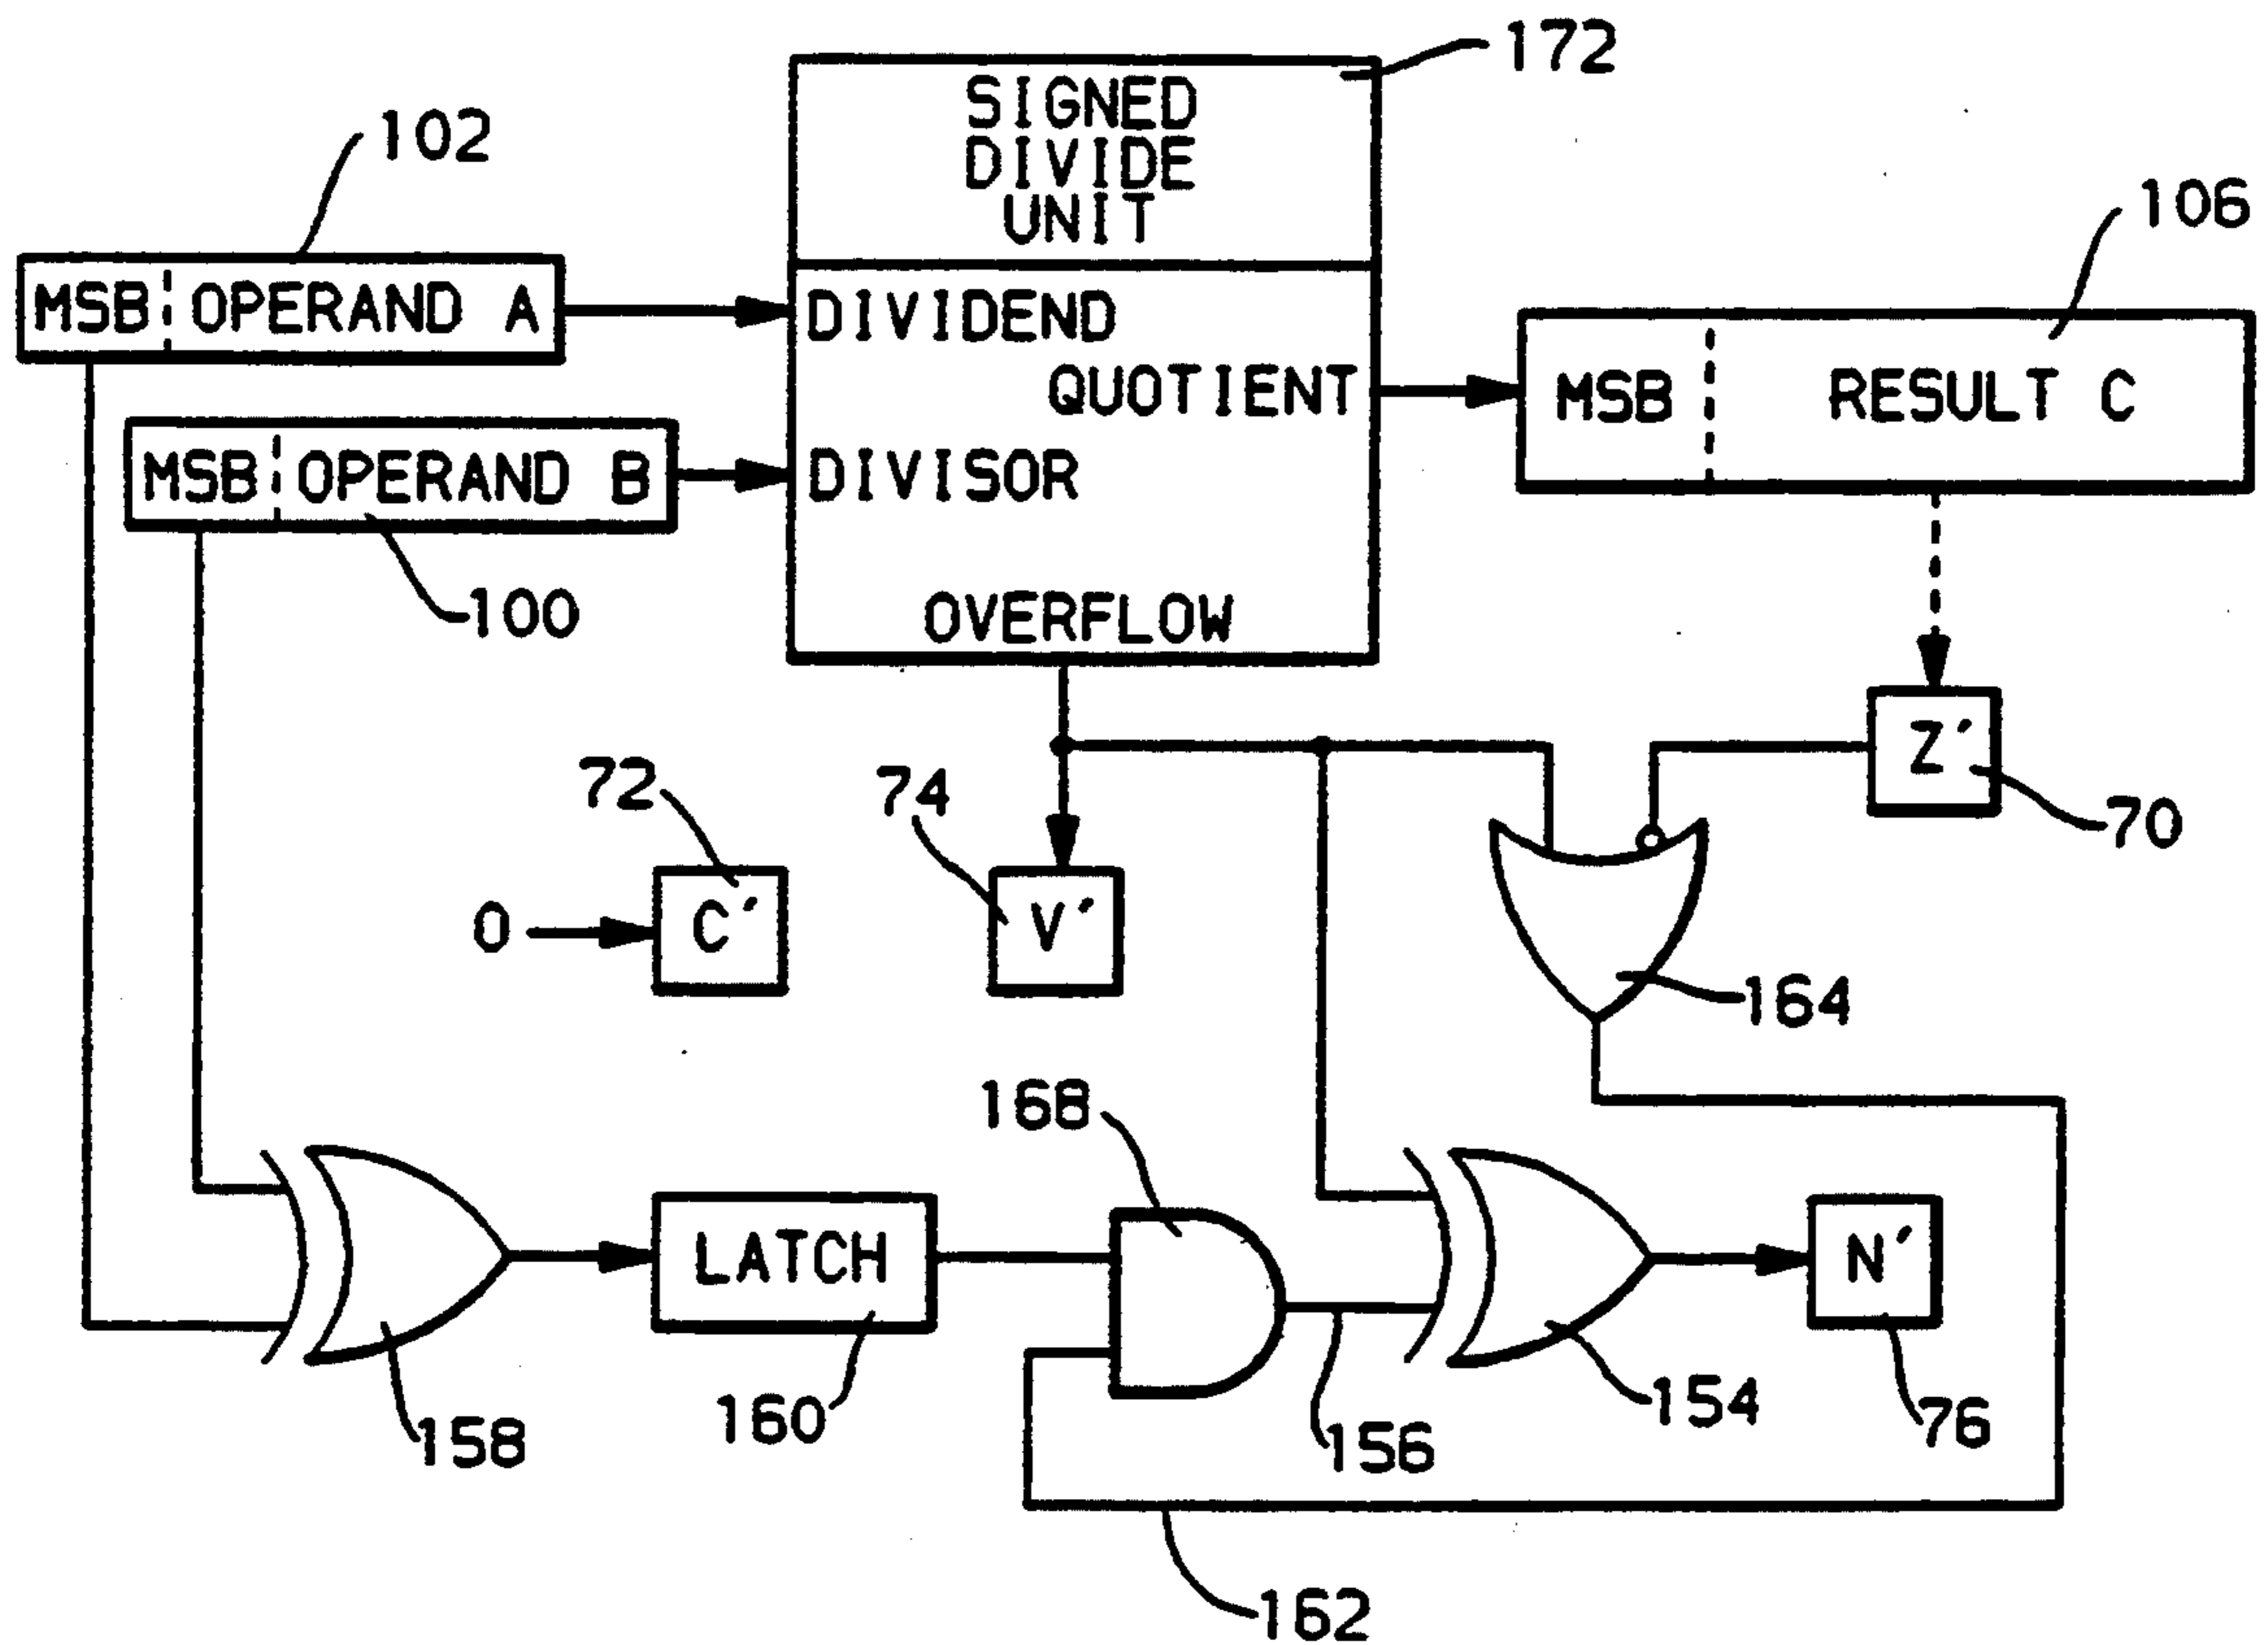 172
SIGNED
DIVIDE
UNIT
102
106
MSB OPERAND A
DIVIDEND
QUOTIENT
MSB RESULT C
MSB OPERAND B
DIVISOR
100
OVERFLOW
Z'
70
72
74
0
C'
V'
164
168
LATCH
N'
158
160
156
154
76
162